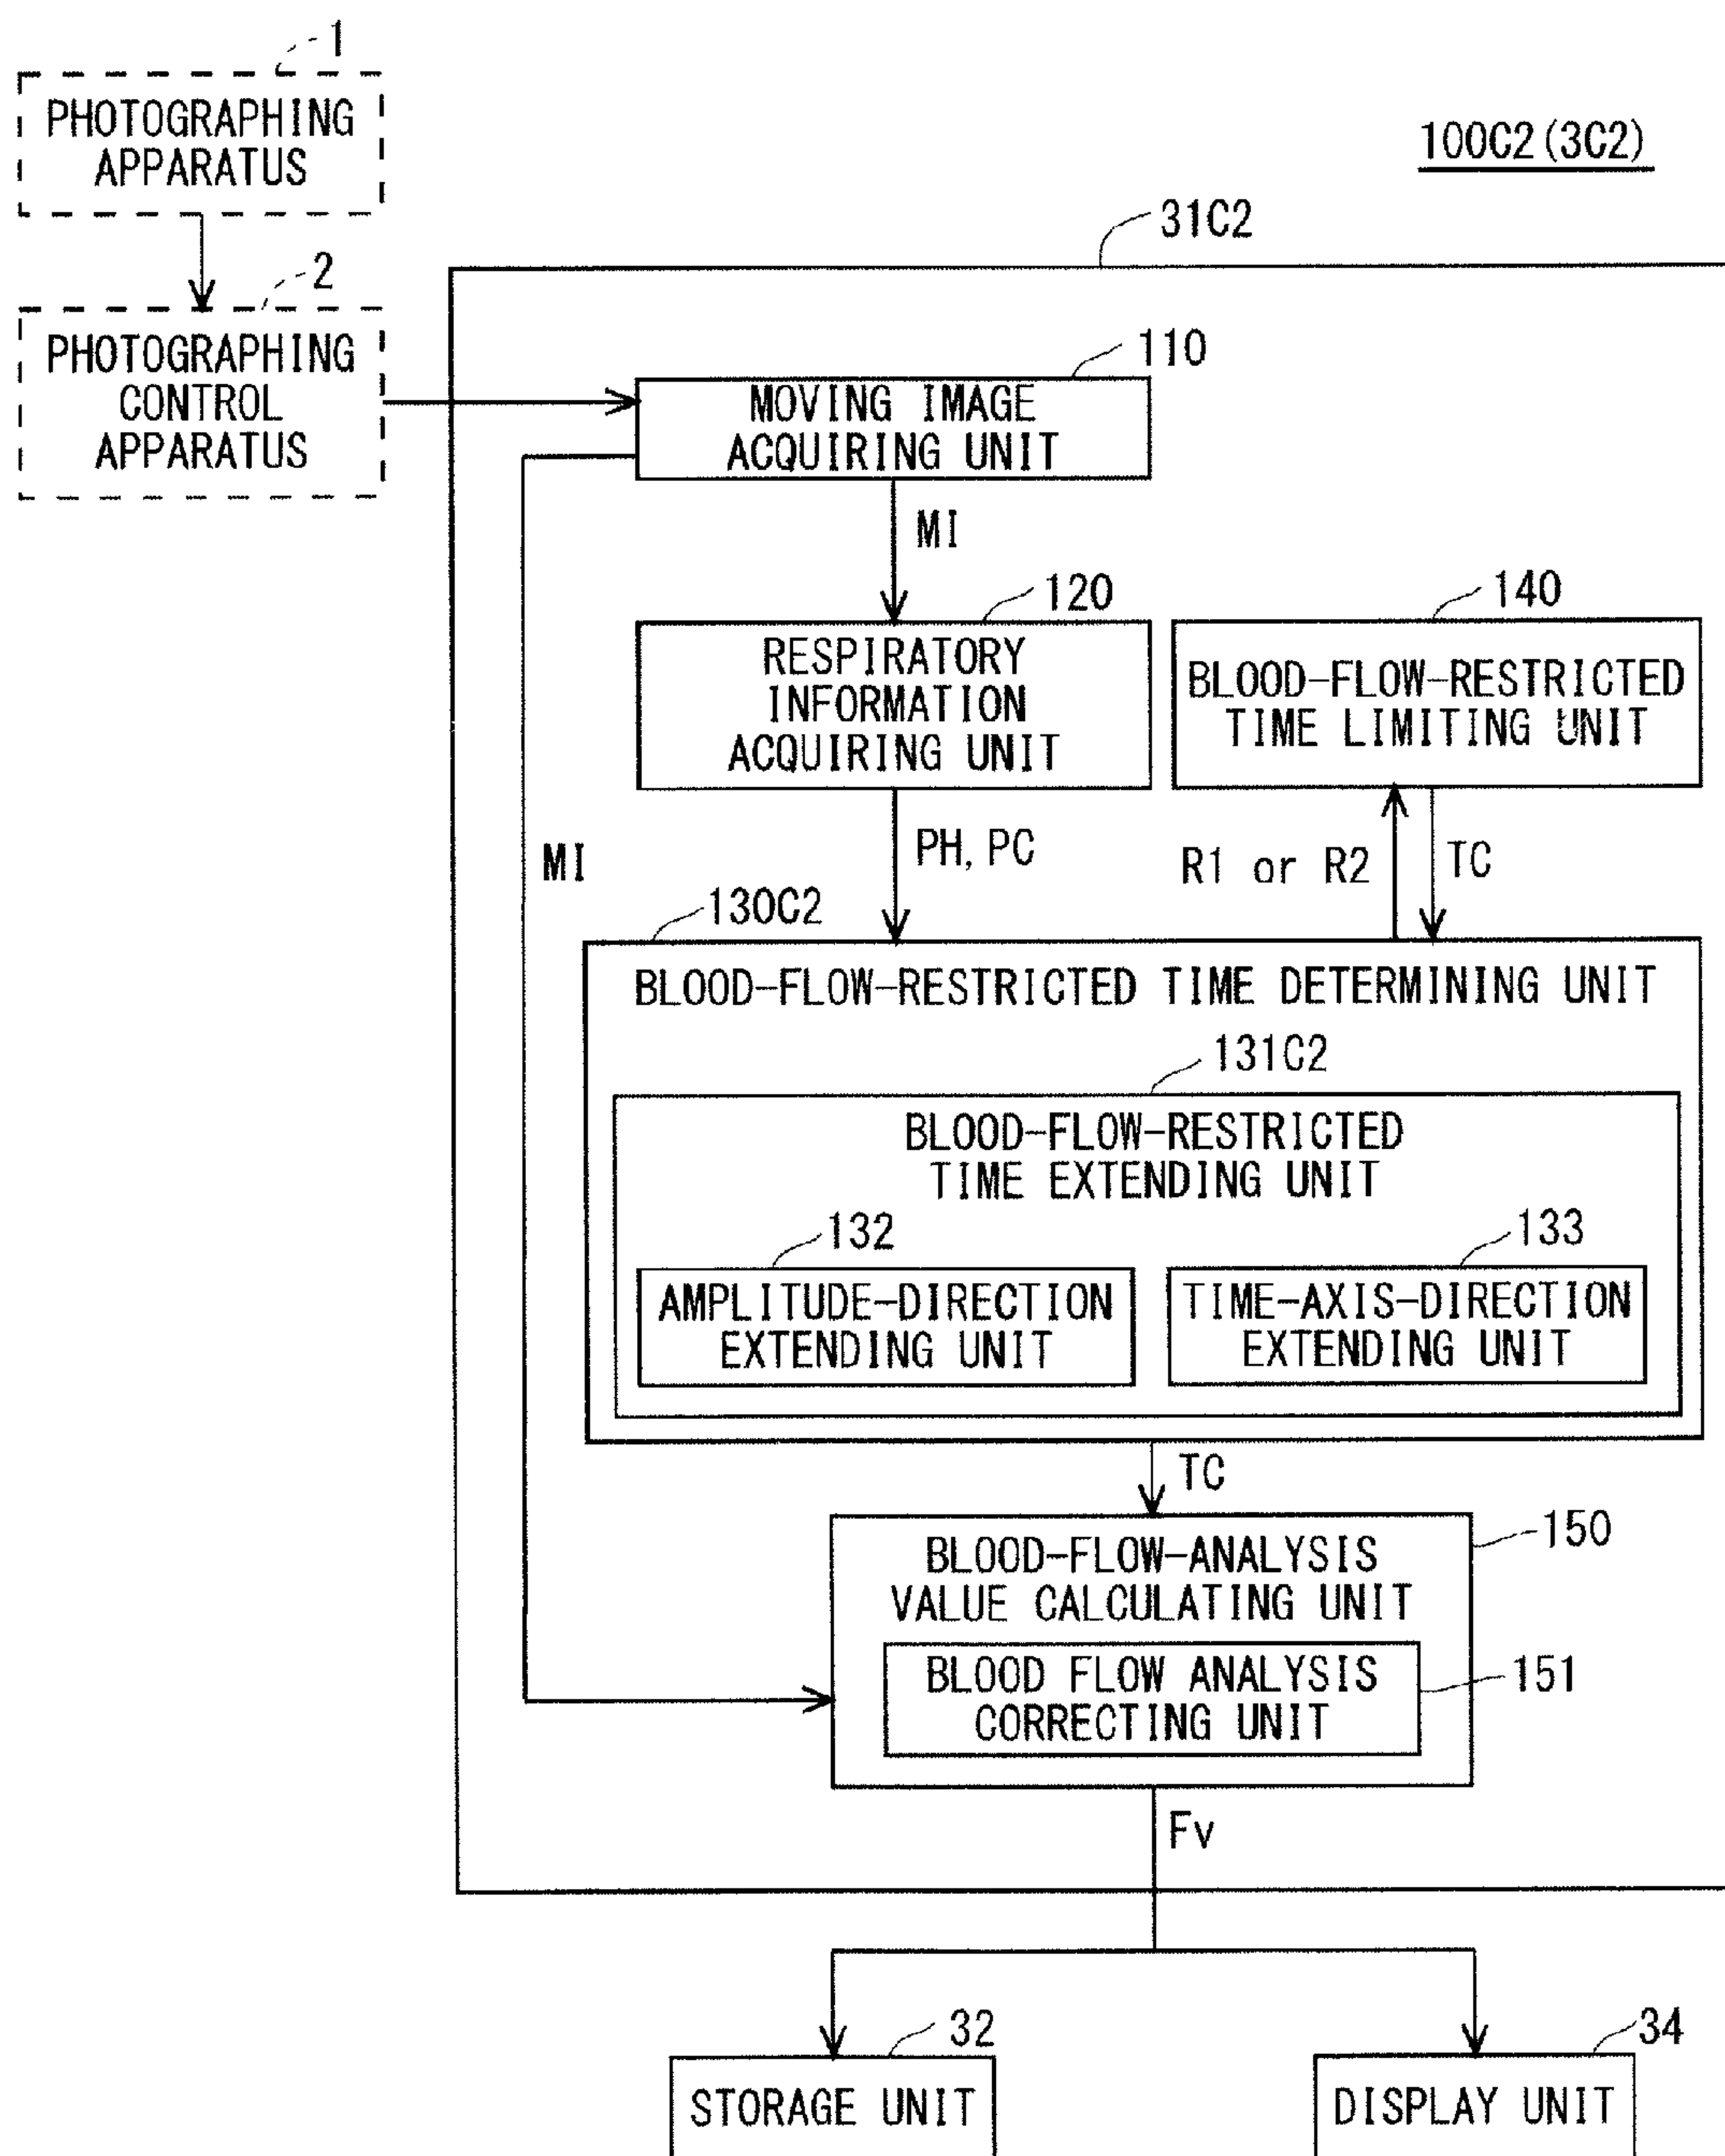 1
PHOTOGRAPHING
APPARATUS
100C2(3C2)
31C2
2
PHOTOGRAPHING
CONTROL
APPARATUS
110
MOVING IMAGE
ACQUIRING UNIT
MI
120
RESPIRATORY
INFORMATION
ACQUIRING UNIT
140
BLOOD-FLOW-RESTRICTED
TIME LIMITING UNIT
MI
PH, PC
R1 or R2
TC
130C2
BLOOD-FLOW-RESTRICTED TIME DETERMINING UNIT
131C2
BLOOD-FLOW-RESTRICTED
TIME EXTENDING UNIT
132
AMPLITUDE-DIRECTION
EXTENDING UNIT
133
TIME-AXIS-DIRECTION
EXTENDING UNIT
TC
150
BLOOD-FLOW-ANALYSIS
VALUE CALCULATING UNIT
151
BLOOD FLOW ANALYSIS
CORRECTING UNIT
Fv
32
STORAGE UNIT
34
DISPLAY UNIT